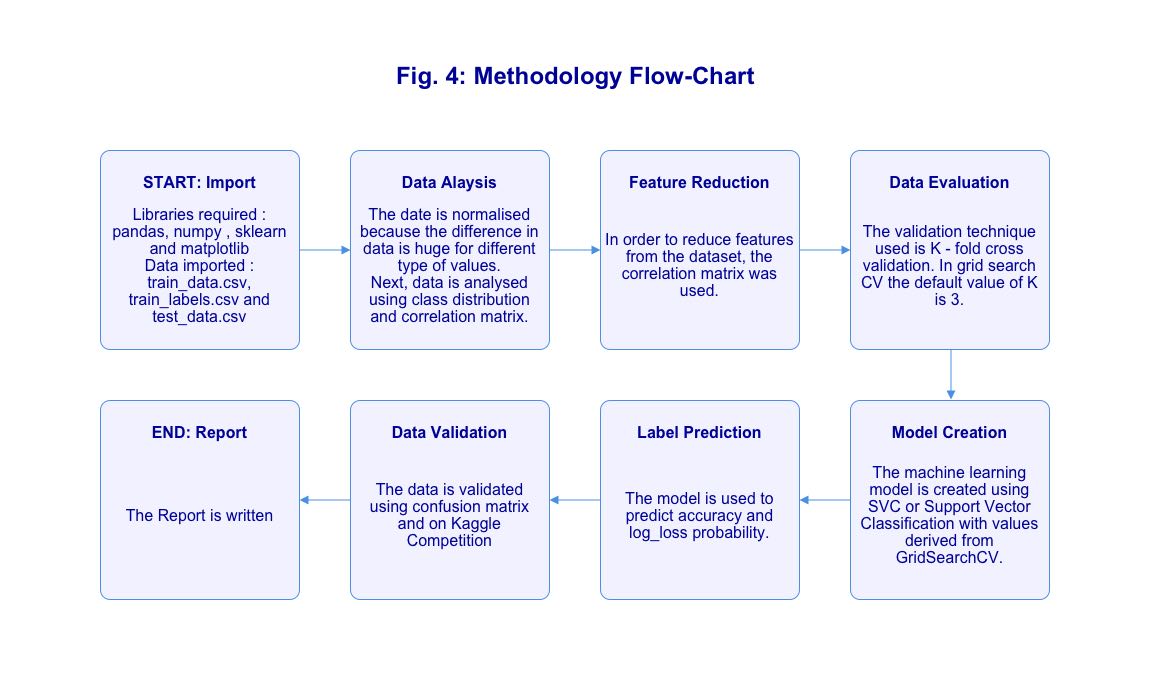 Fig. 4: Methodology Flow-Chart
START: Import
Libraries required :
pandas, numpy , sklearn
and matplotlib
Data imported :
train_data.csv,
train_labels.csv and
test_data.csv
Data Alaysis
The date is normalised
because the difference in
data is huge for different
type of values.
Next, data is analysed
using class distribution
and correlation matrix.
Feature Reduction
In order to reduce features
from the dataset, the
correlation matrix was
used.
Data Evaluation
The validation technique
used is K - fold cross
validation. In grid search
CV the default value of K
is 3.
Model Creation
The machine learning
model is created using
SVC or Support Vector
Classification with values
derived from
GridSearchCV.
Label Prediction
The model is used to
predict accuracy and
log_loss probability.
Data Validation
The data is validated
using confusion matrix
and on Kaggle
Competition
END: Report
The Report is written